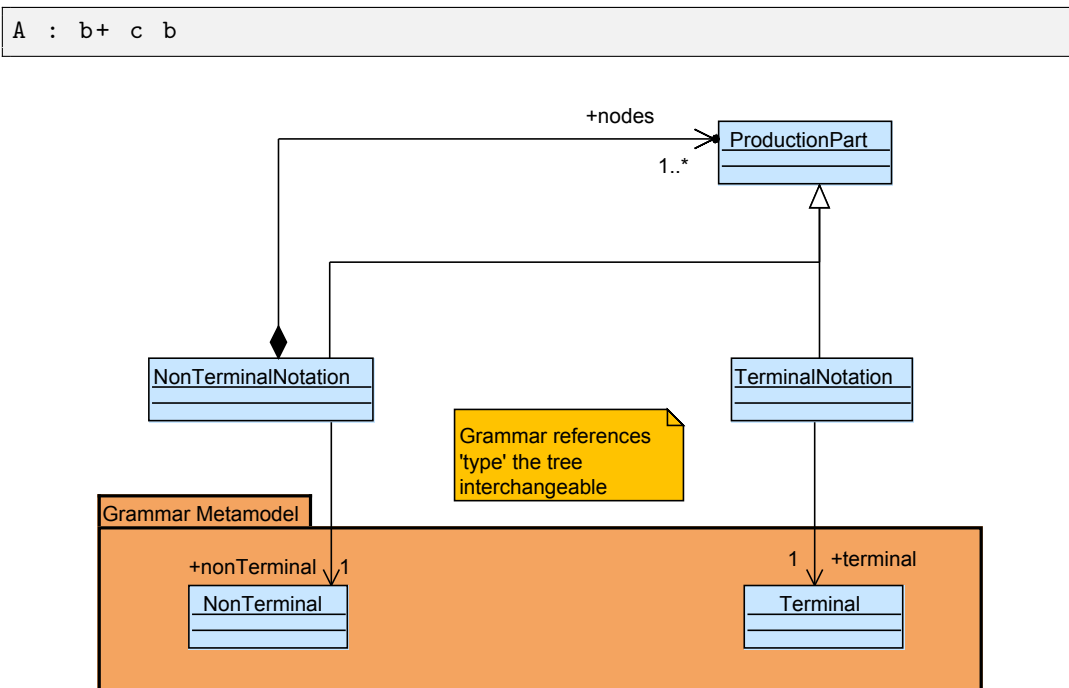 A : b+ c b
+nodes
ProductionPart
1..*
NonTerminalNotation
TerminalNotation
Grammar references
'type' the tree
interchangeable
Grammar Metamodel
+nonTerminal 1
1 +terminal
NonTerminal
Terminal